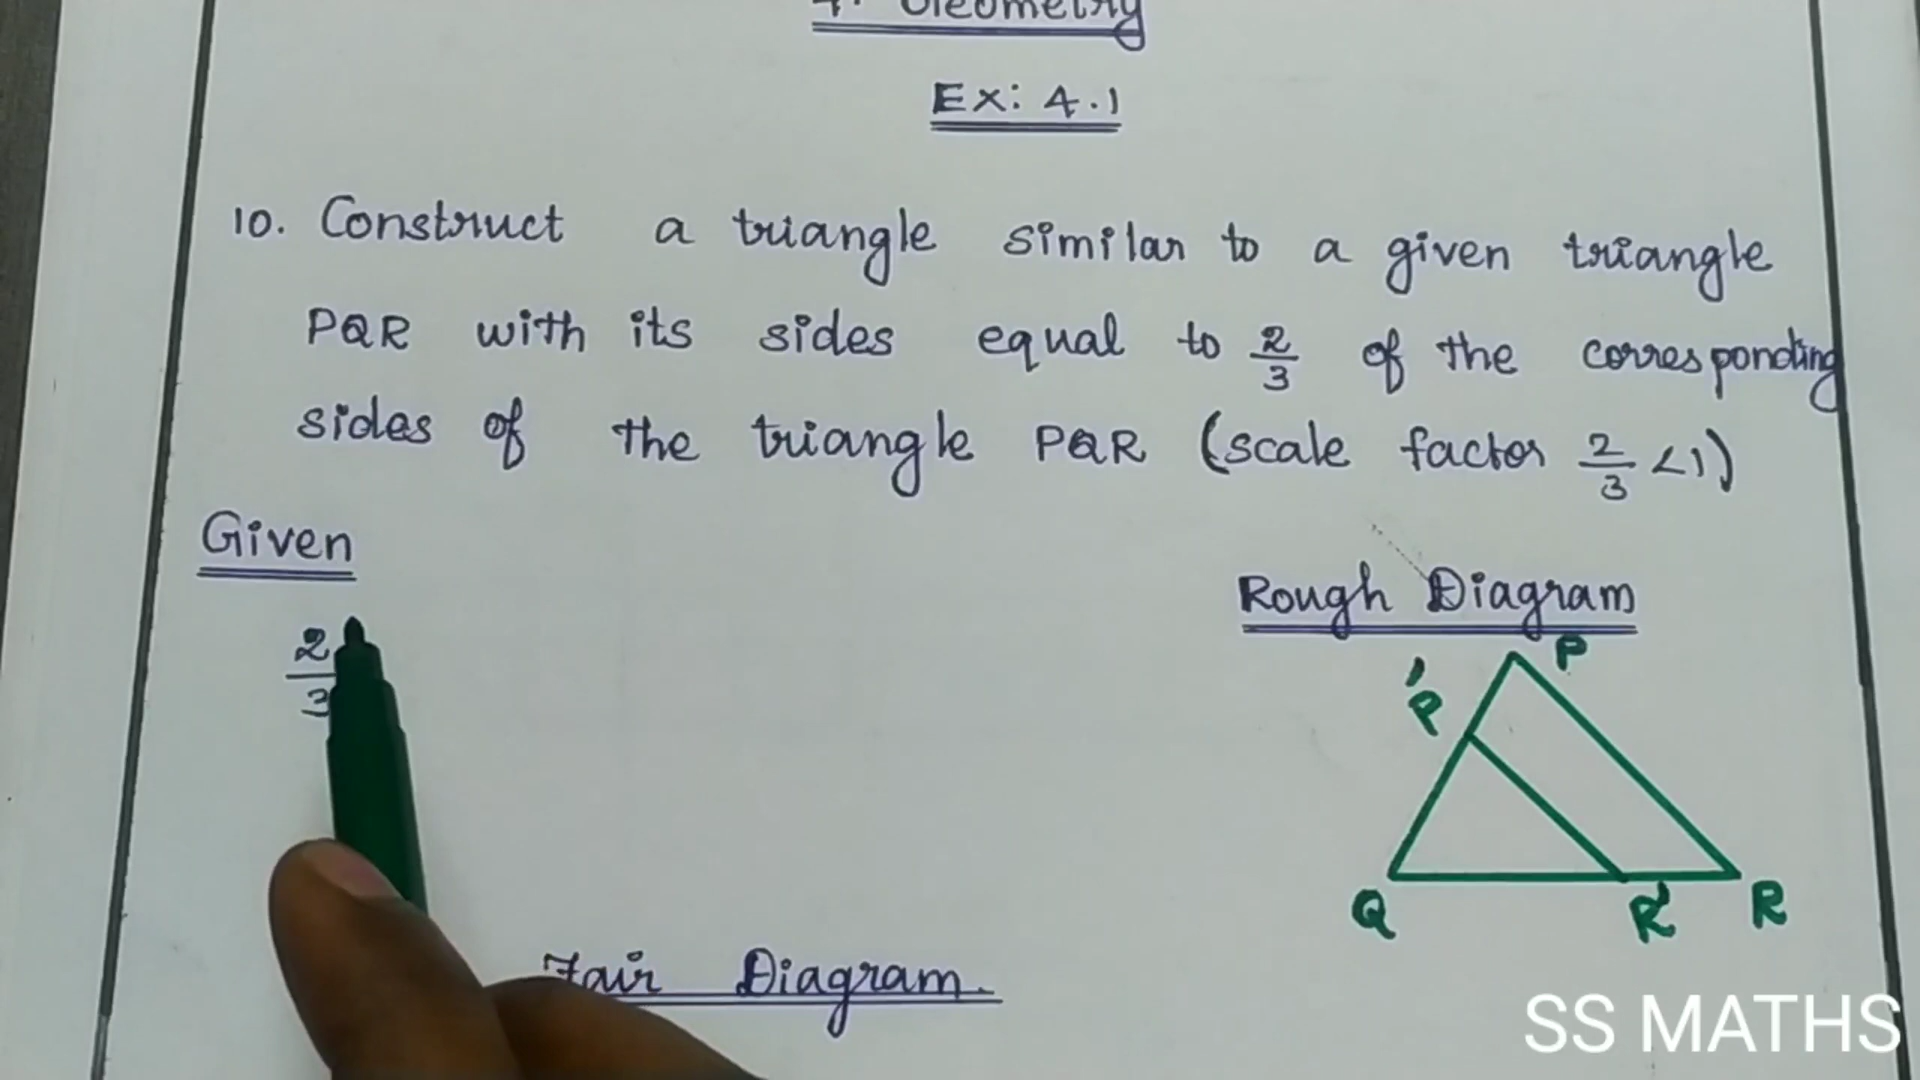 4. Geometry
Ex: 4.1
10. Construct a triangle similar to a given triangle
PQR with its sides equal to 2/3 of the corresponding
sides of the triangle PQR (scale factor 2/3 <1)
Given
2/3
Rough Diagram
P
P'
Q
R'
R
Fair Diagram.
SS MATHS